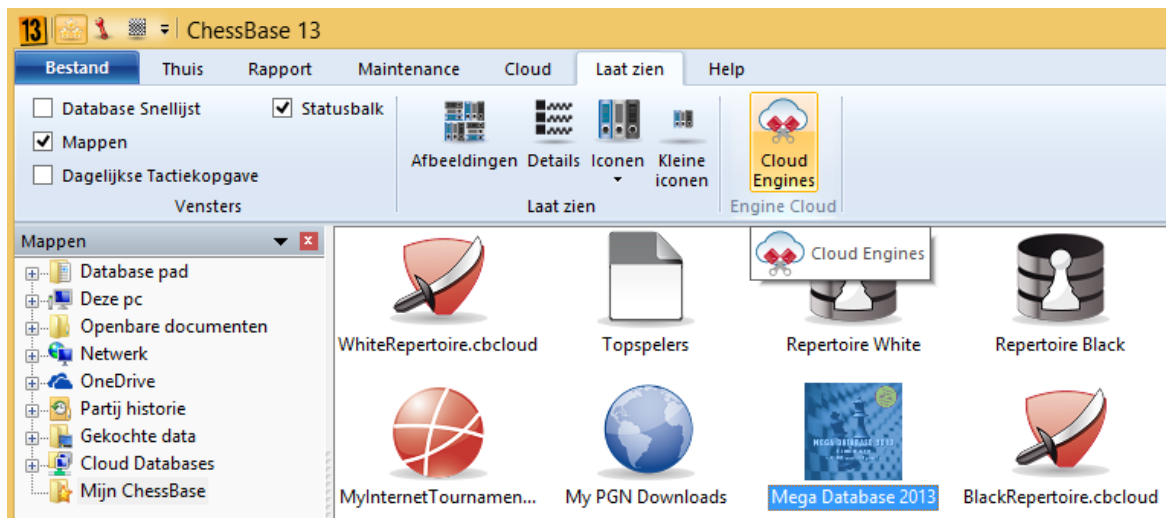 13 ChessBase 13
Bestand Thuis Rapport Maintenance Cloud Laat zien Help
Database Snellijst Statusbalk
Mappen
Dagelijkse Tactiekopgave
Vensters
Afbeeldingen Details Iconen Kleine
iconen
Laat zien
Cloud
Engines
Engine Cloud
Mappen
Database pad
Deze pc
Openbare documenten
Netwerk
OneDrive
Partij historie
Gekochte data
Cloud Databases
Mijn ChessBase
Cloud Engines
WhiteRepertoire.cbcloud Topspelers Repertoire White Repertoire Black
MEGA DATABASE 2013
MyInternetTournamen... My PGN Downloads Mega Database 2013 BlackRepertoire.cbcloud